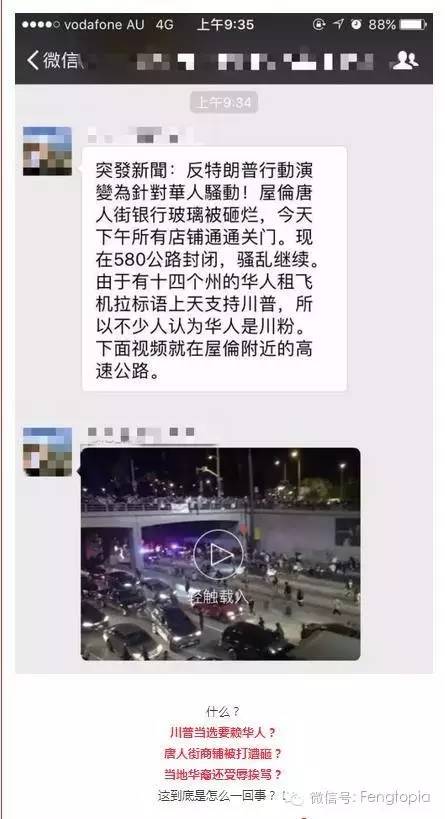 vodafone AU 4G 上午9:35 88%
微信
上午9:34
突發新聞：反特朗普行動演
變為針對華人騷動！屋倫唐
人街银行玻璃被砸烂，今天
下午所有店铺通通关门。现
在580公路封闭，骚乱继续。
由于有十四个州的华人租飞
机拉标语上天支持川普，所
以不少人认为华人是川粉。
下面视频就在屋倫附近的高
速公路。
轻触载入
什么？
川普当选要赖华人？
唐人街商铺被打遭砸？
当地华裔还受辱挨骂？
这到底是怎么一回事？！
微信号: Fengtopia